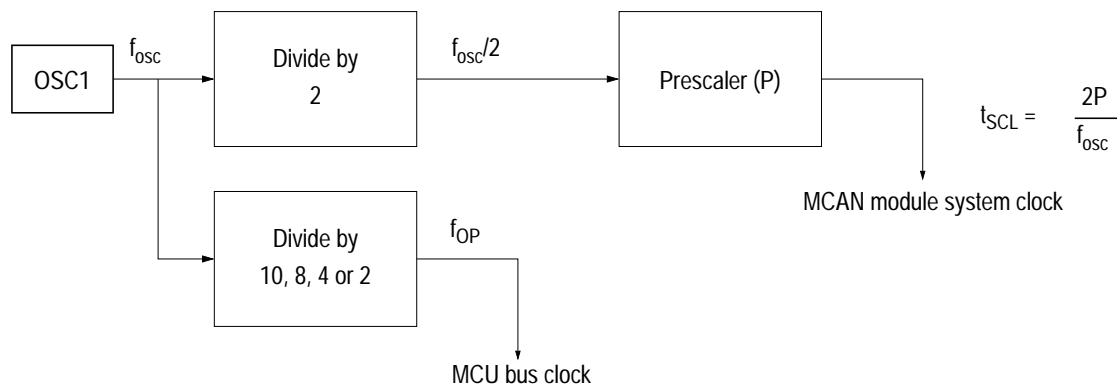 OSC1
fosc
Divide by
2
fosc/2
Prescaler (P)
tSCL = 2P
fosc
MCAN module system clock
Divide by
10, 8, 4 or 2
fOP
MCU bus clock